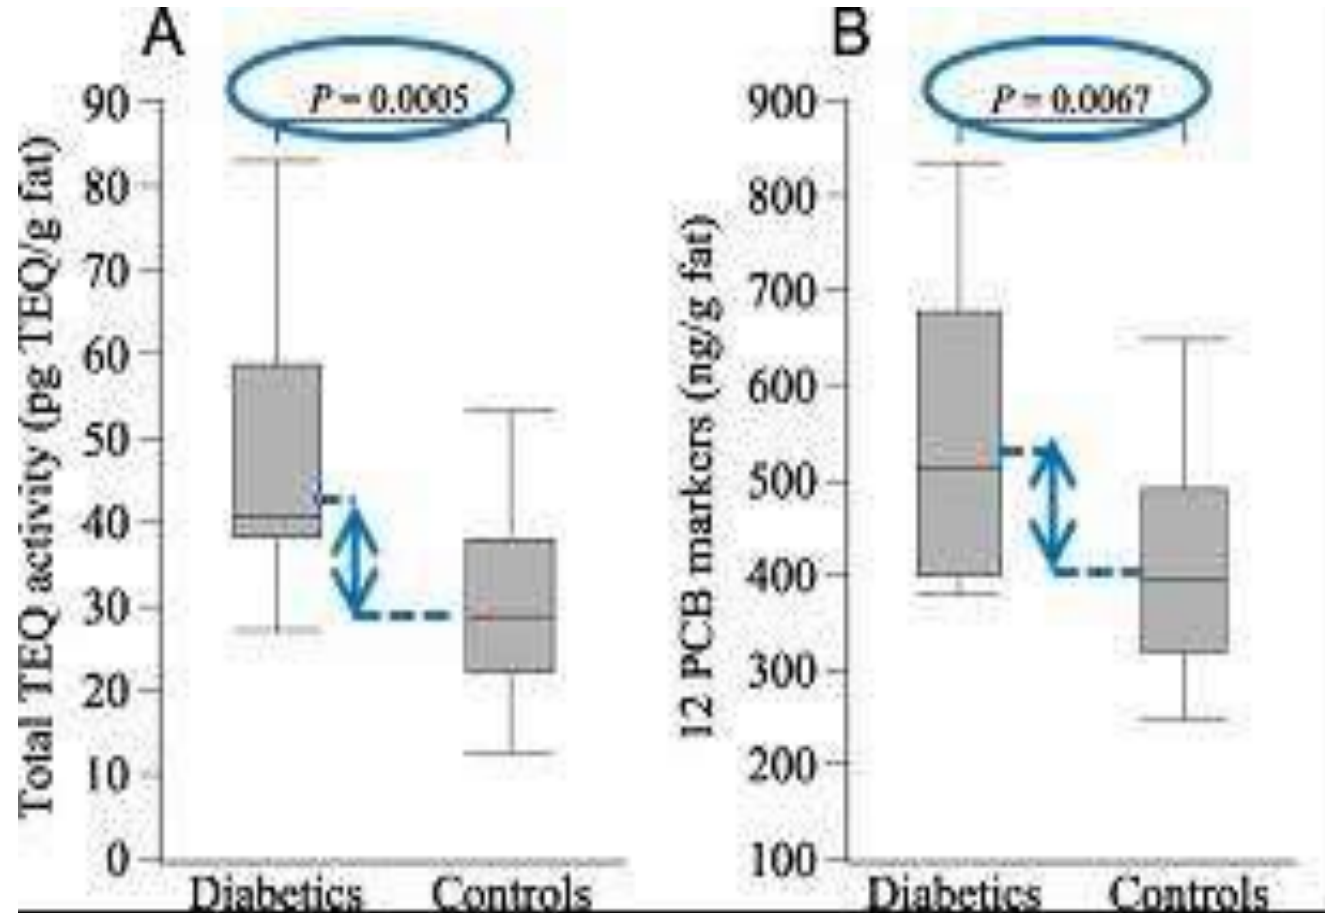 A
P = 0.0005
Total TEQ activity (pg TEQ/g fat)
90
80
70
60
50
40
30
20
10
0
Diabetics
Controls
B
P = 0.0067
12 PCB markers (ng/g fat)
900
800
700
600
500
400
300
200
100
Diabetics
Controls